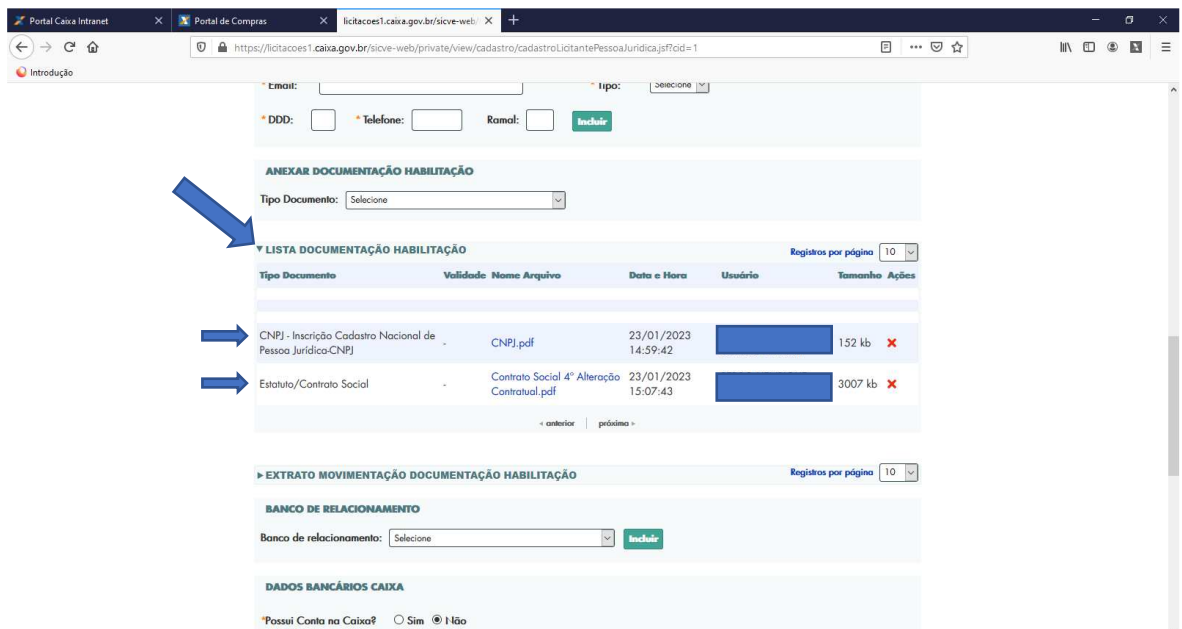 Portal Caixa Intranet
Portal de Compras
licitacoes1.caixa.gov.br/sicve-web/
https://licitacoes1.caixa.gov.br/sicve-web/private/view/cadastro/cadastroLicitantePessoaJuridica.jsf?cid=1
Introdução
* Email: * Tipo: Selecione
* DDD: * Telefone: Ramal: Incluir
ANEXAR DOCUMENTAÇÃO HABILITAÇÃO
Tipo Documento: Selecione
LISTA DOCUMENTAÇÃO HABILITAÇÃO Registros por página 10
Tipo Documento Validade Nome Arquivo Data e Hora Usuário Tamanho Ações
CNPJ - Inscrição Cadastro Nacional de Pessoa Jurídica-CNPJ - CNPJ.pdf 23/01/2023 14:59:42 152 kb
Estatuto/Contrato Social - Contrato Social 4° Alteração Contratual.pdf 23/01/2023 15:07:43 3007 kb
« anterior próxima »
EXTRATO MOVIMENTAÇÃO DOCUMENTAÇÃO HABILITAÇÃO Registros por página 10
BANCO DE RELACIONAMENTO
Banco de relacionamento: Selecione Incluir
DADOS BANCÁRIOS CAIXA
*Possui Conta na Caixa? Sim Não